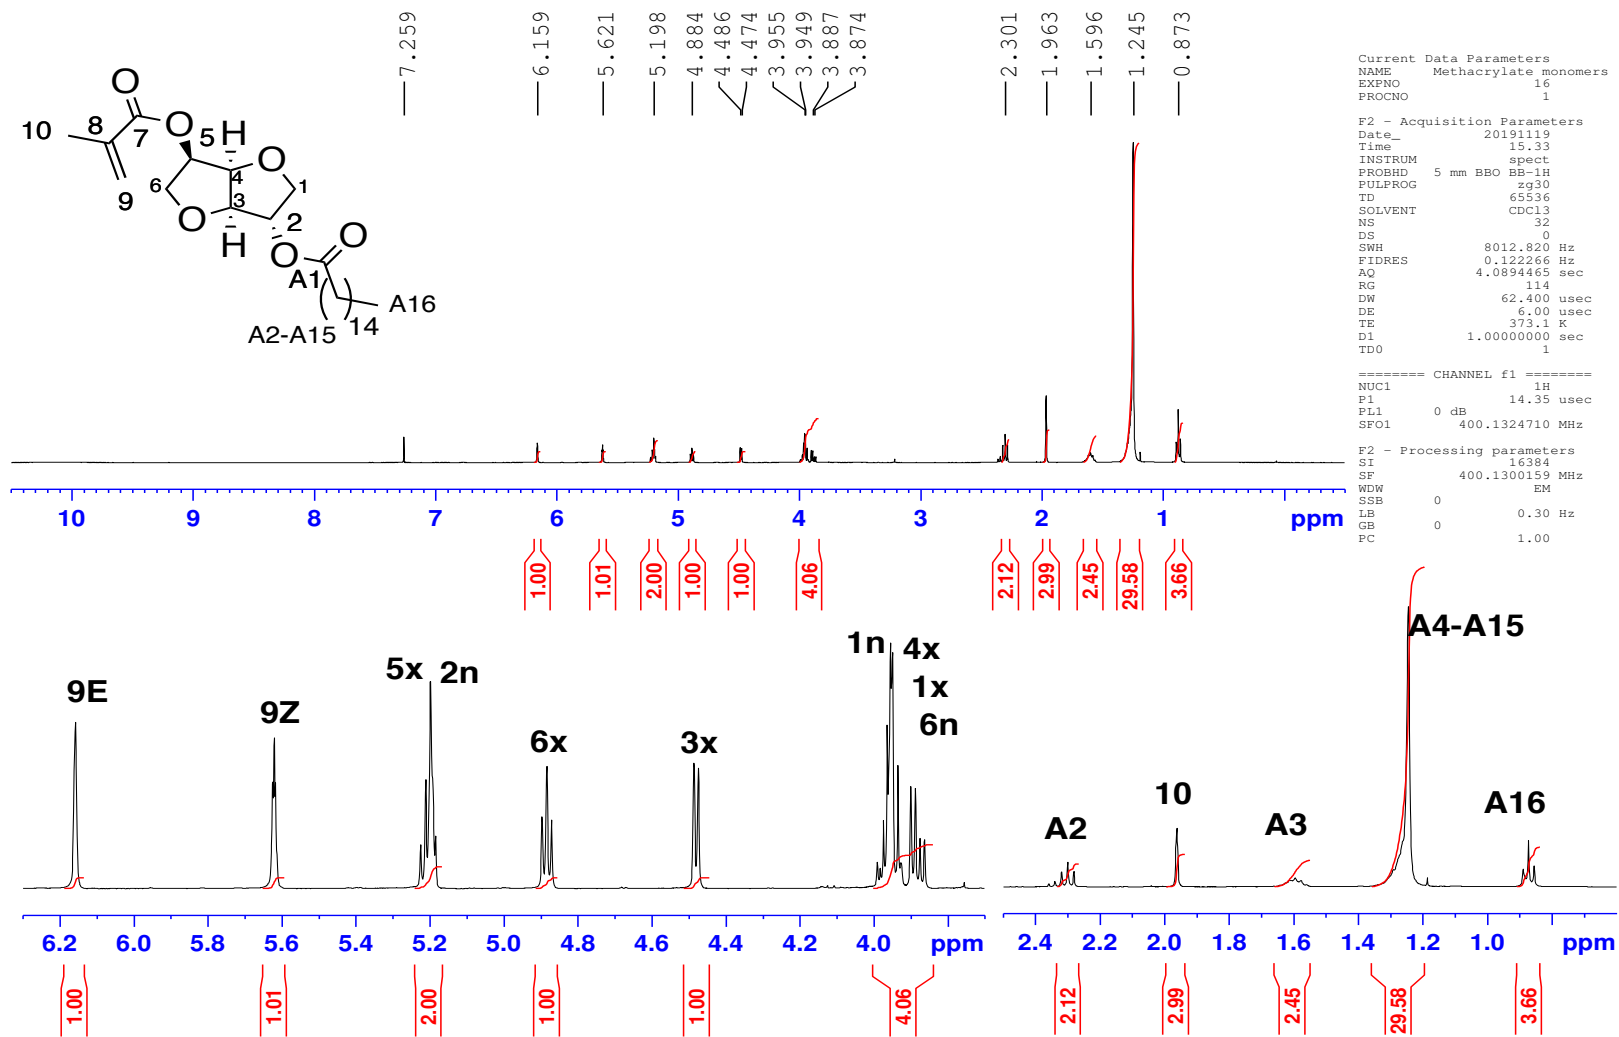 7.259
6.159
5.621
5.198
4.884
4.486
4.474
3.955
3.949
3.887
3.874
2.301
1.963
1.596
1.245
0.873
O
10
8
7
O
5
H
O
9
6
4
1
3
O
2
H
O
O
A1
A16
14
A2-A15
Current Data Parameters
NAME Methacrylate monomers
EXPNO 16
PROCNO 1
F2 - Acquisition Parameters
Date_ 20191119
Time 15.33
INSTRUM spect
PROBHD 5 mm BBO BB-1H
PULPROG zg30
TD 65536
SOLVENT CDCl3
NS 32
DS 0
SWH 8012.820 Hz
FIDRES 0.122266 Hz
AQ 4.0894465 sec
RG 114
DW 62.400 usec
DE 6.00 usec
TE 373.1 K
D1 1.00000000 sec
TD0 1
======== CHANNEL f1 ========
NUC1 1H
P1 14.35 usec
PL1 0 dB
SFO1 400.1324710 MHz
F2 - Processing parameters
SI 16384
SF 400.1300159 MHz
WDW EM
SSB 0
LB 0.30 Hz
GB 0
PC 1.00
10 9 8 7 6 5 4 3 2 1 ppm
1.00 1.01 2.00 1.00 1.00 4.06 2.12 2.99 2.45 29.58 3.66
9E
9Z
5x 2n
6x
3x
1n 4x
1x
6n
A2
10
A3
A4-A15
A16
6.2 6.0 5.8 5.6 5.4 5.2 5.0 4.8 4.6 4.4 4.2 4.0 ppm
2.4 2.2 2.0 1.8 1.6 1.4 1.2 1.0 ppm
1.00 1.01 2.00 1.00 1.00 4.06 2.12 2.99 2.45 29.58 3.66